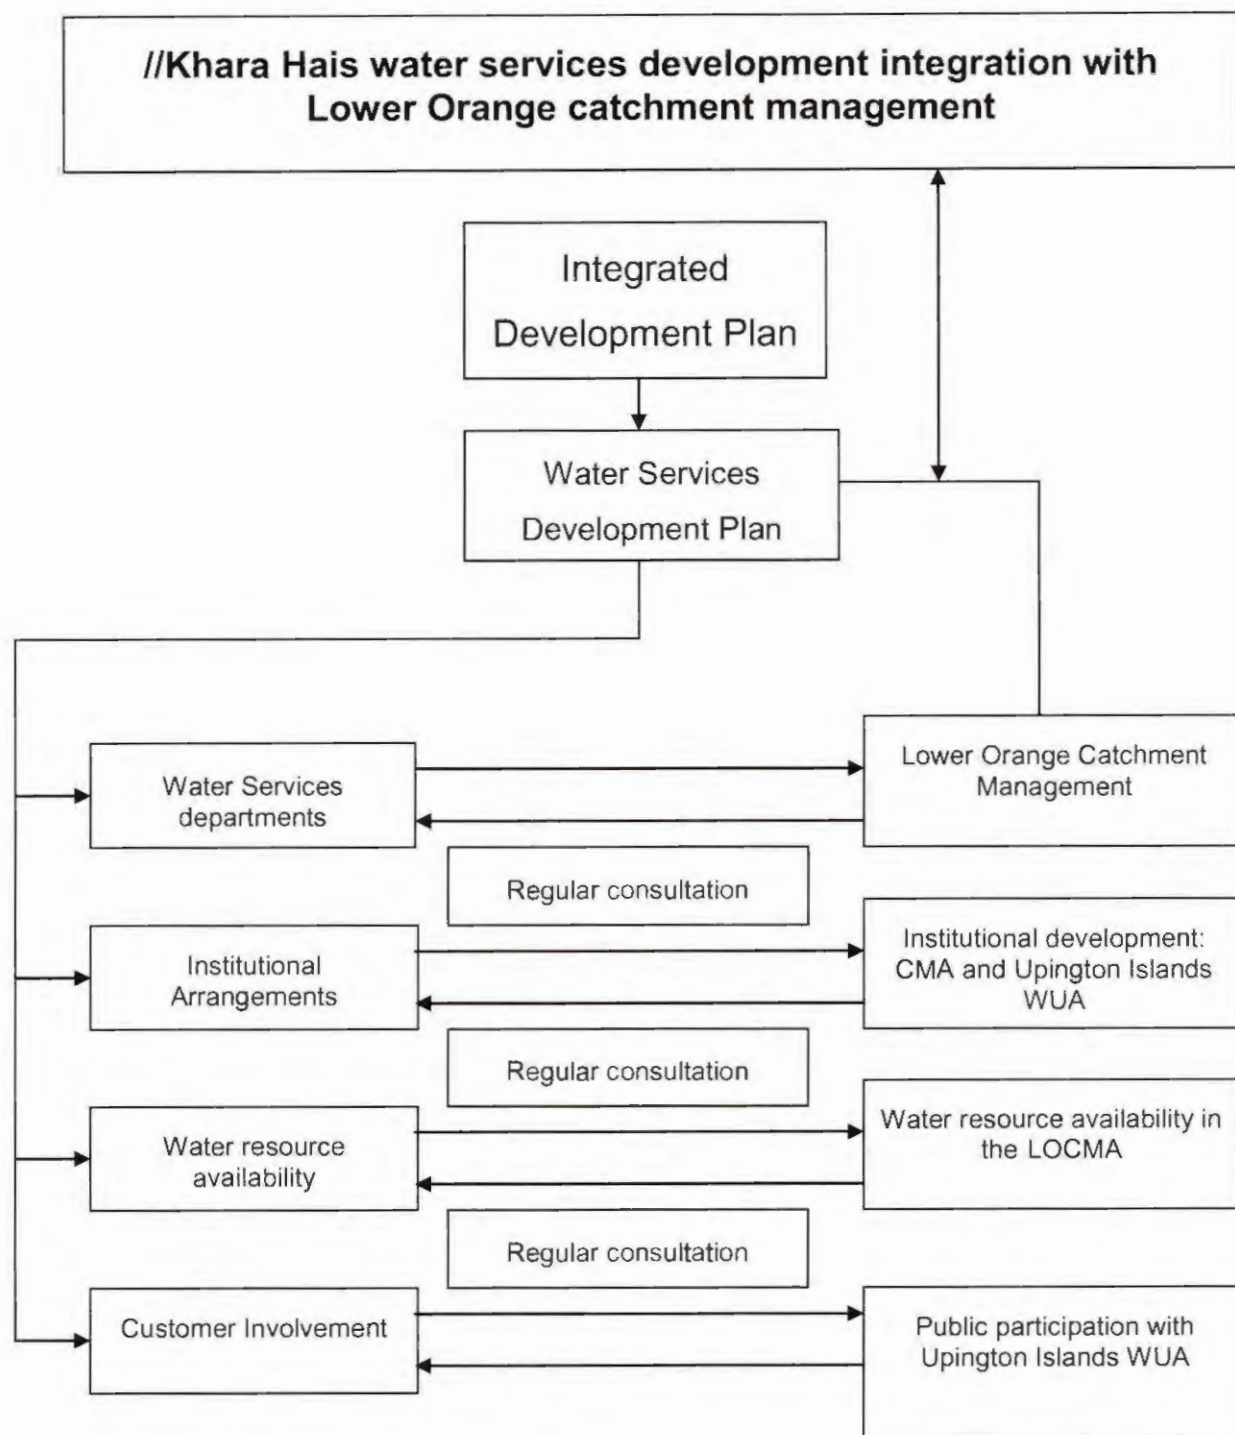 //Khara Hais water services development integration with
Lower Orange catchment management
Integrated
Development Plan
Water Services
Development Plan
Lower Orange Catchment
Management
Water Services
departments
Regular consultation
Institutional development:
CMA and Upington Islands
WUA
Institutional
Arrangements
Regular consultation
Water resource availability in
the LOCMA
Water resource
availability
Regular consultation
Customer Involvement
Public participation with
Upington Islands WUA